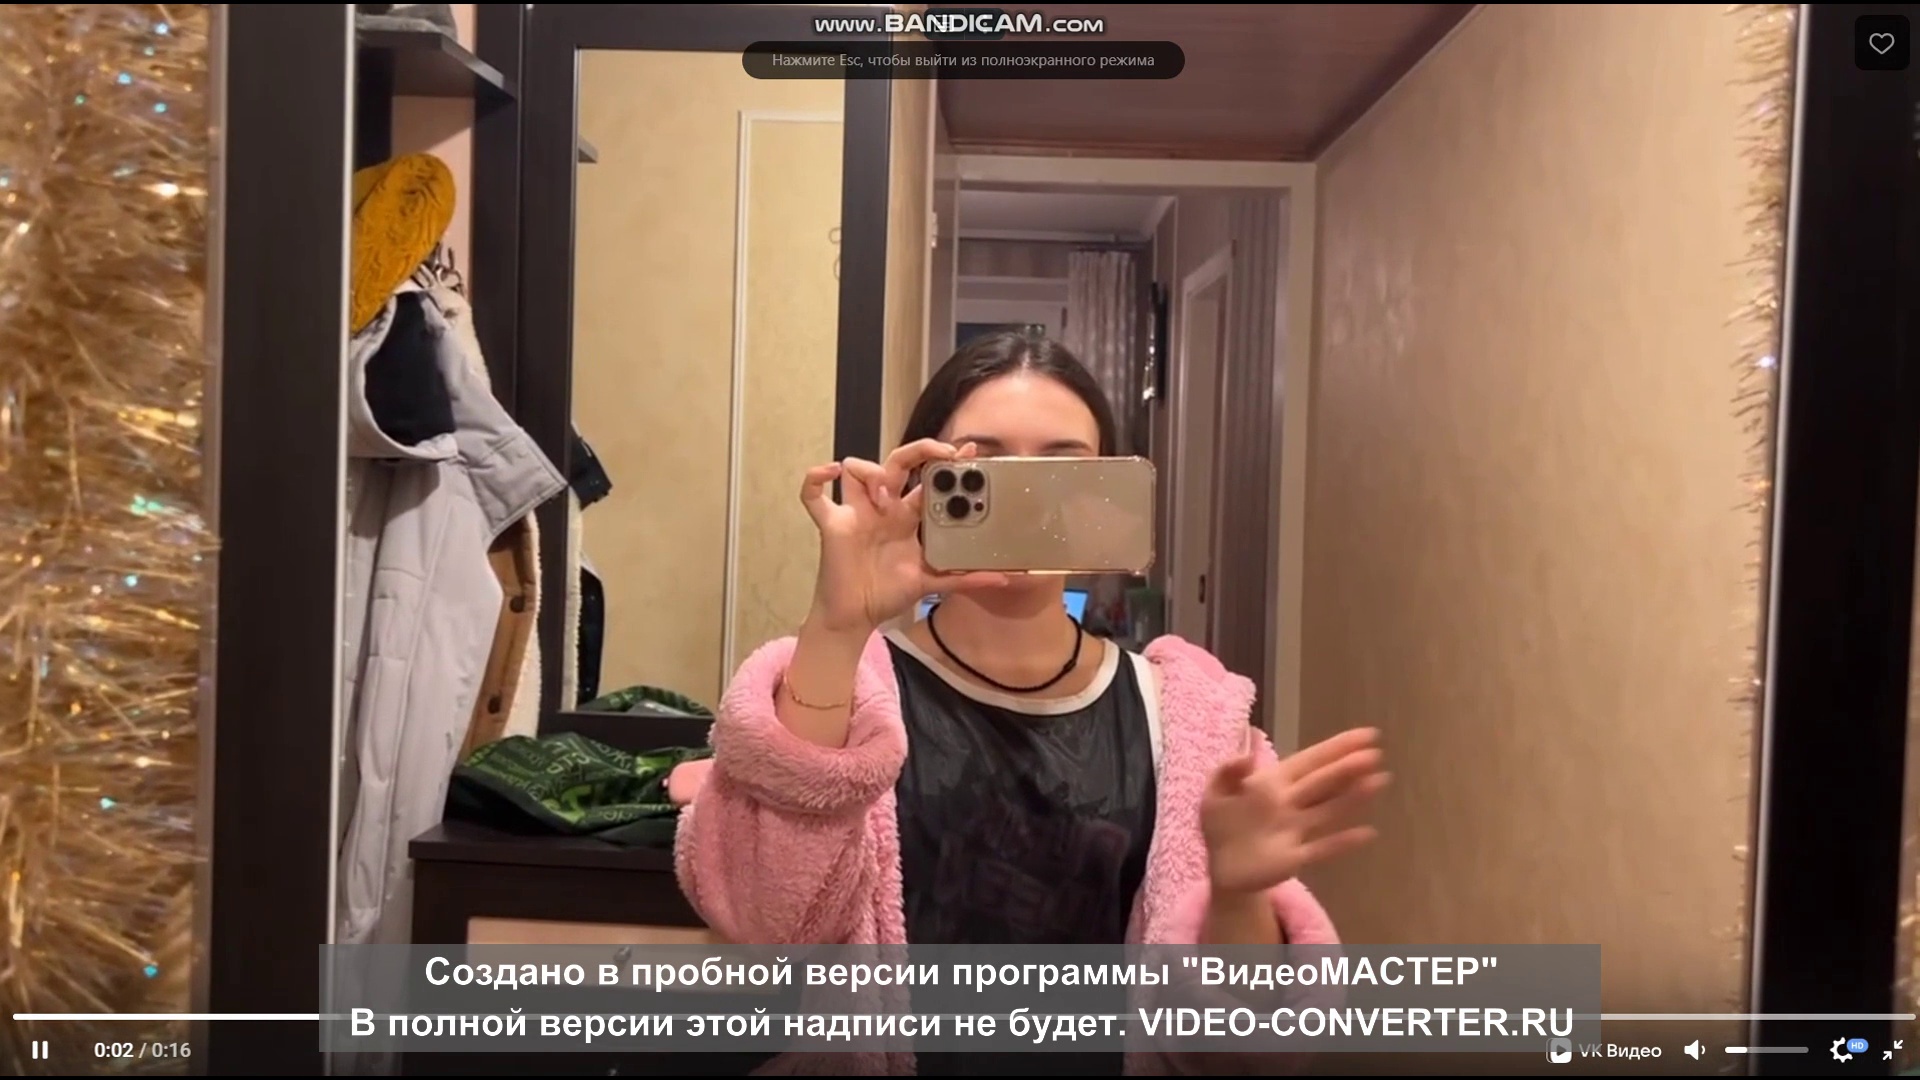 www.BANDICAM.com
Нажмите Esc, чтобы выйти из полноэкранного режима
Создано в пробной версии программы "ВидеоМАСТЕР"
В полной версии этой надписи не будет. VIDEO-CONVERTER.RU
0:02 / 0:16
VK Видео
HD